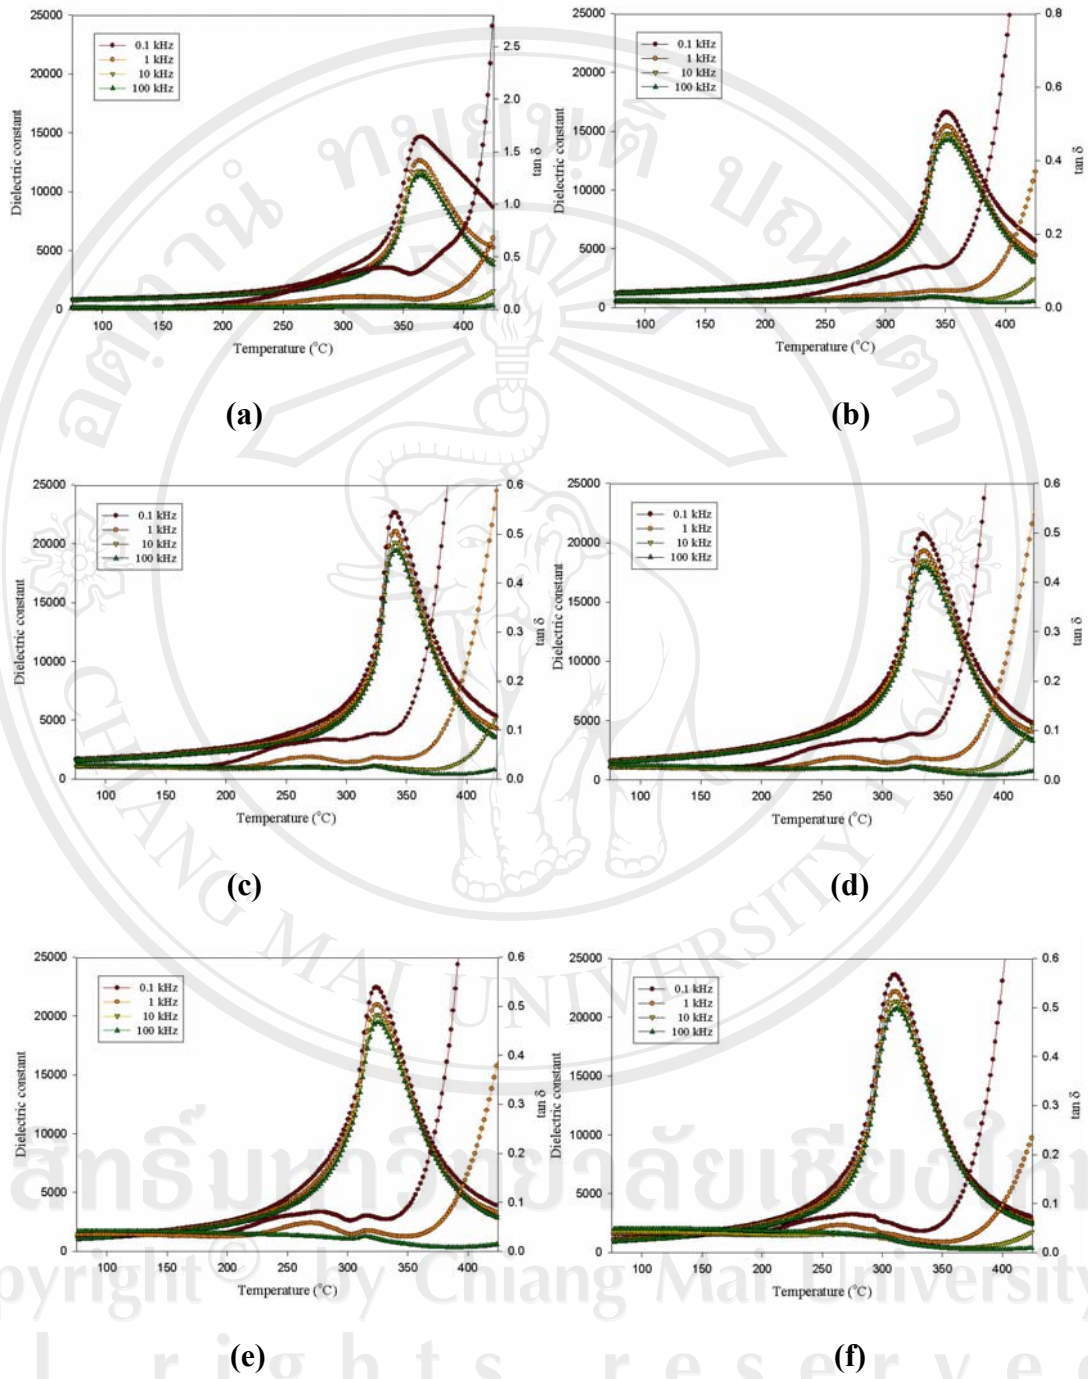 25000
20000
15000
10000
5000
0
Dielectric constant
0.1 kHz
1 kHz
10 kHz
100 kHz
2.5
2.0
1.5
1.0
0.5
0.0
tan δ
100 150 200 250 300 350 400
Temperature (°C)
(a)
25000
20000
15000
10000
5000
0
Dielectric constant
0.1 kHz
1 kHz
10 kHz
100 kHz
0.8
0.6
0.4
0.2
0.0
tan δ
100 150 200 250 300 350 400
Temperature (°C)
(b)
25000
20000
15000
10000
5000
0
Dielectric constant
0.1 kHz
1 kHz
10 kHz
100 kHz
0.6
0.5
0.4
0.3
0.2
0.1
0.0
tan δ
100 150 200 250 300 350 400
Temperature (°C)
(c)
25000
20000
15000
10000
5000
0
Dielectric constant
0.1 kHz
1 kHz
10 kHz
100 kHz
0.6
0.5
0.4
0.3
0.2
0.1
0.0
tan δ
100 150 200 250 300 350 400
Temperature (°C)
(d)
25000
20000
15000
10000
5000
0
Dielectric constant
0.1 kHz
1 kHz
10 kHz
100 kHz
0.6
0.5
0.4
0.3
0.2
0.1
0.0
tan δ
100 150 200 250 300 350 400
Temperature (°C)
(e)
25000
20000
15000
10000
5000
0
Dielectric constant
0.1 kHz
1 kHz
10 kHz
100 kHz
0.6
0.5
0.4
0.3
0.2
0.1
0.0
tan δ
100 150 200 250 300 350 400
Temperature (°C)
(f)
CHIANG MAI UNIVERSITY 1964
สิทธิ์มหาวิทยาลัยเชียงให
pyright © by Chiang Mai University
l rights reserve